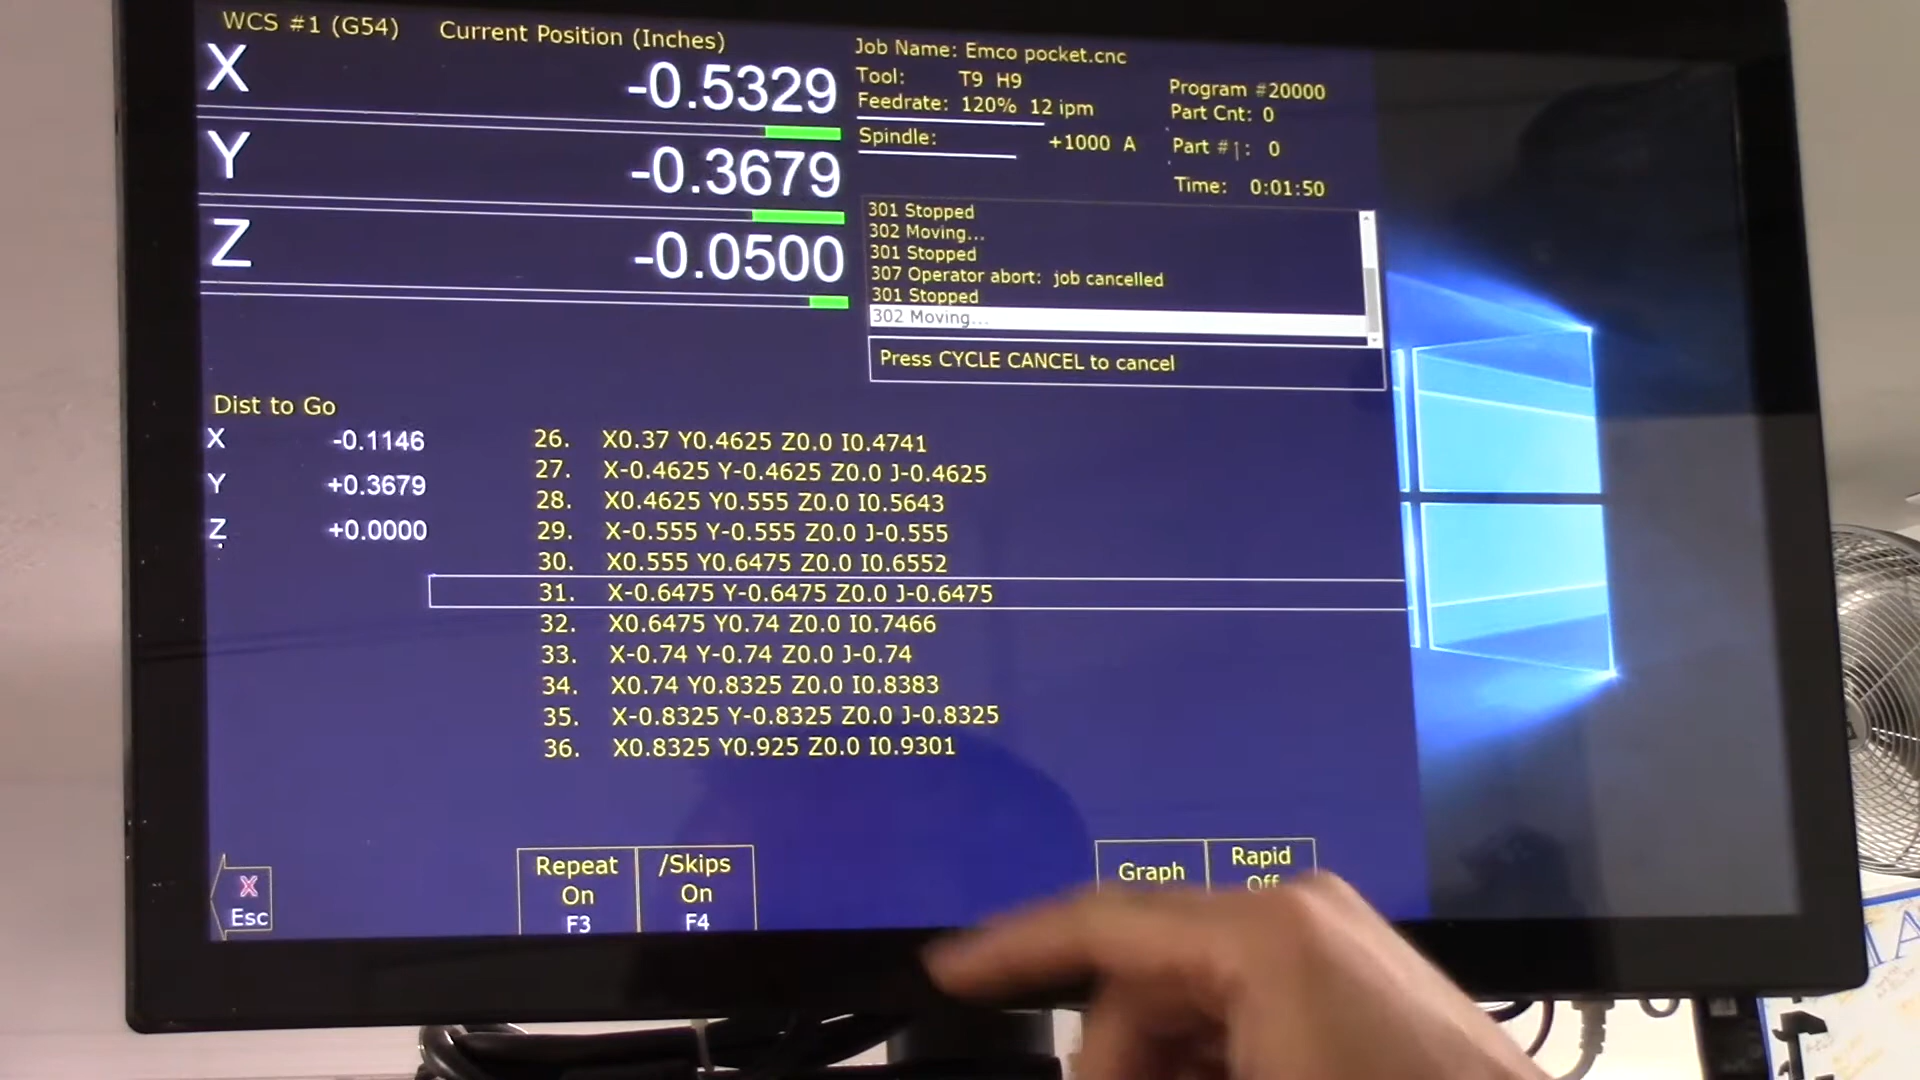 WCS #1 (G54) Current Position (Inches)
X -0.5329
Y -0.3679
Z -0.0500
Job Name: Emco pocket.cnc
Tool: T9 H9
Feedrate: 120% 12 ipm
Spindle: +1000 A
Program #20000
Part Cnt: 0
Part #1: 0
Time: 0:01:50
301 Stopped
302 Moving...
301 Stopped
307 Operator abort: job cancelled
301 Stopped
302 Moving...
Press CYCLE CANCEL to cancel
Dist to Go
X -0.1146
Y +0.3679
Z +0.0000
26. X0.37 Y0.4625 Z0.0 I0.4741
27. X-0.4625 Y-0.4625 Z0.0 J-0.4625
28. X0.4625 Y0.555 Z0.0 I0.5643
29. X-0.555 Y-0.555 Z0.0 J-0.555
30. X0.555 Y0.6475 Z0.0 I0.6552
31. X-0.6475 Y-0.6475 Z0.0 J-0.6475
32. X0.6475 Y0.74 Z0.0 I0.7466
33. X-0.74 Y-0.74 Z0.0 J-0.74
34. X0.74 Y0.8325 Z0.0 I0.8383
35. X-0.8325 Y-0.8325 Z0.0 J-0.8325
36. X0.8325 Y0.925 Z0.0 I0.9301
X
Esc
Repeat
On
F3
/Skips
On
F4
Graph
Rapid
Off